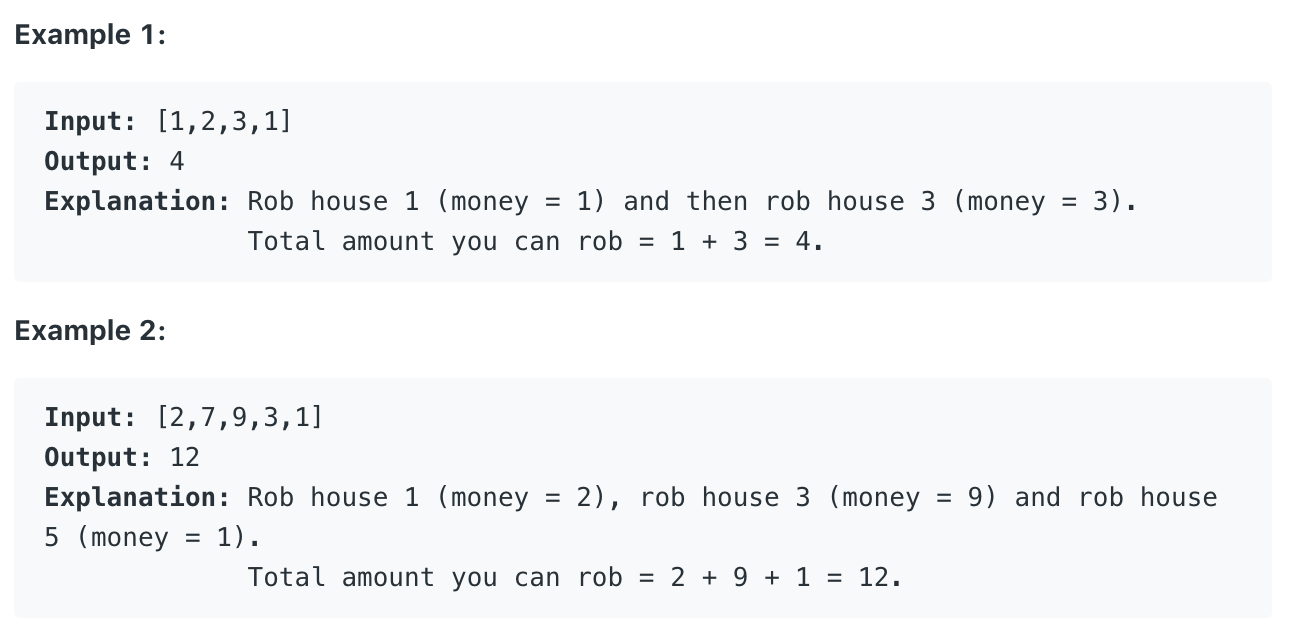 Example 1:
Input: [1,2,3,1]
Output: 4
Explanation: Rob house 1 (money = 1) and then rob house 3 (money = 3).
Total amount you can rob = 1 + 3 = 4.
Example 2:
Input: [2,7,9,3,1]
Output: 12
Explanation: Rob house 1 (money = 2), rob house 3 (money = 9) and rob house
5 (money = 1).
Total amount you can rob = 2 + 9 + 1 = 12.